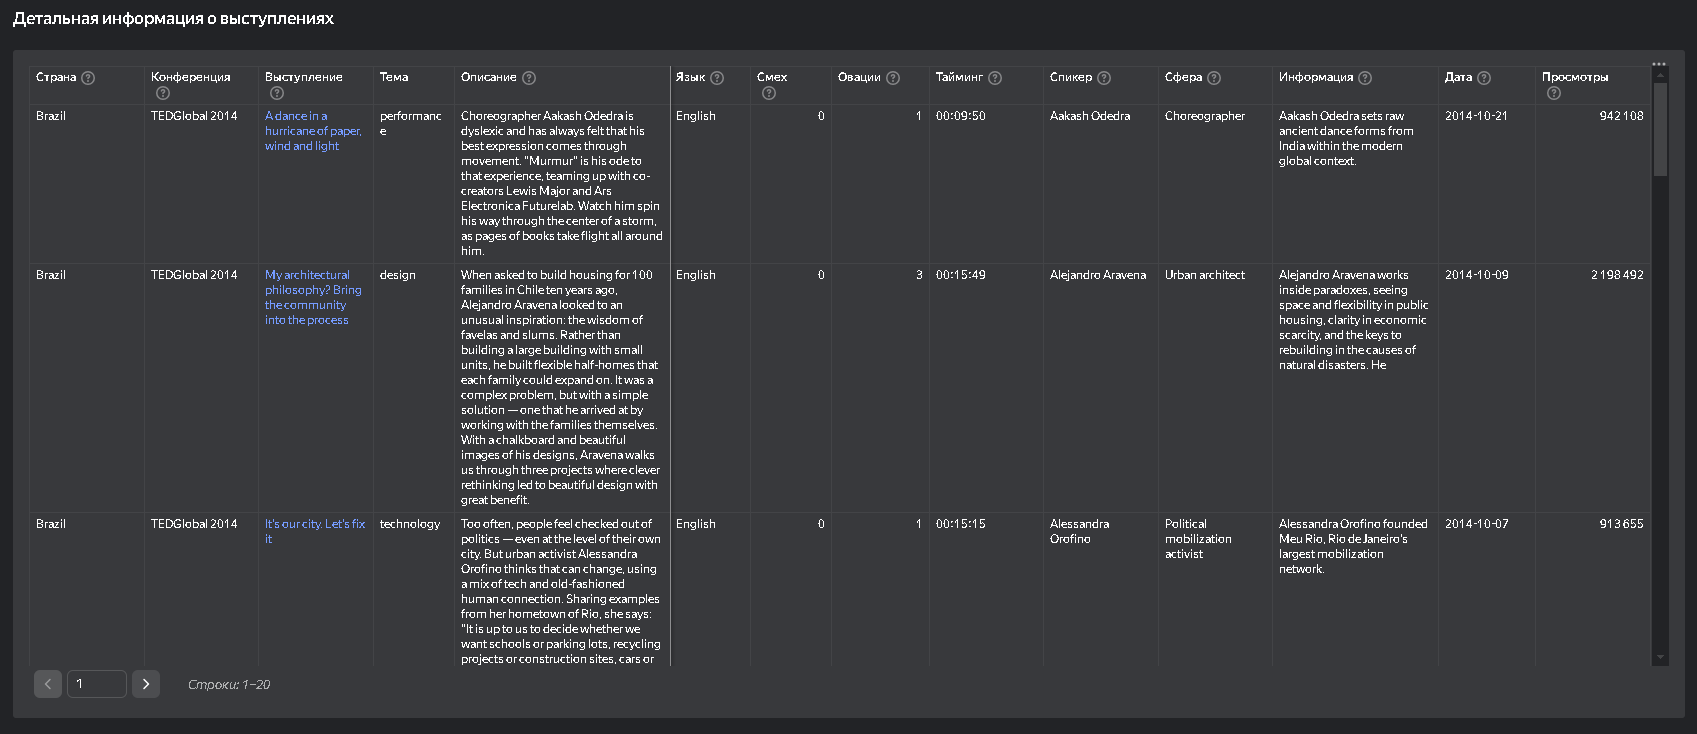 Детальная информация о выступлениях
Страна
Конференция
Выступление
Тема
Описание
Язык
Смех
Овации
Тайминг
Спикер
Сфера
Информация
Дата
Просмотры
Brazil
TEDGlobal 2014
A dance in a
hurricane of paper,
wind and light
performanc
e
Choreographer Aakash Odedra is
dyslexic and has always felt that his
best expression comes through
movement. "Murmur" is his ode to
that experience, teaming up with co-
creators Lewis Major and Ars
Electronica Futurelab. Watch him spin
his way through the center of a storm,
as pages of books take flight all around
him.
English
0
1
00:09:50
Aakash Odedra
Choreographer
Aakash Odedra sets raw
ancient dance forms from
India within the modern
global context.
2014-10-21
942 108
Brazil
TEDGlobal 2014
My architectural
philosophy? Bring
the community
into the process
design
When asked to build housing for 100
families in Chile ten years ago,
Alejandro Aravena looked to an
unusual inspiration: the wisdom of
favelas and slums. Rather than
building a large building with small
units, he built flexible half-homes that
each family could expand on. It was a
complex problem, but with a simple
solution — one that he arrived at by
working with the families themselves.
With a chalkboard and beautiful
images of his designs, Aravena walks
us through three projects where clever
rethinking led to beautiful design with
great benefit.
English
0
3
00:15:49
Alejandro Aravena
Urban architect
Alejandro Aravena works
inside paradoxes, seeing
space and flexibility in public
housing, clarity in economic
scarcity, and the keys to
rebuilding in the causes of
natural disasters. He
2014-10-09
2 198 492
Brazil
TEDGlobal 2014
It's our city. Let's fix
it
technology
Too often, people feel checked out of
politics — even at the level of their own
city. But urban activist Alessandra
Orofino thinks that can change, using
a mix of tech and old-fashioned
human connection. Sharing examples
from her hometown of Rio, she says:
"It is up to us to decide whether we
want schools or parking lots, recycling
projects or construction sites, cars or
English
0
1
00:15:15
Alessandra
Orofino
Political
mobilization
activist
Alessandra Orofino founded
Meu Rio, Rio de Janeiro's
largest mobilization
network.
2014-10-07
913 655
1
Строки: 1–20